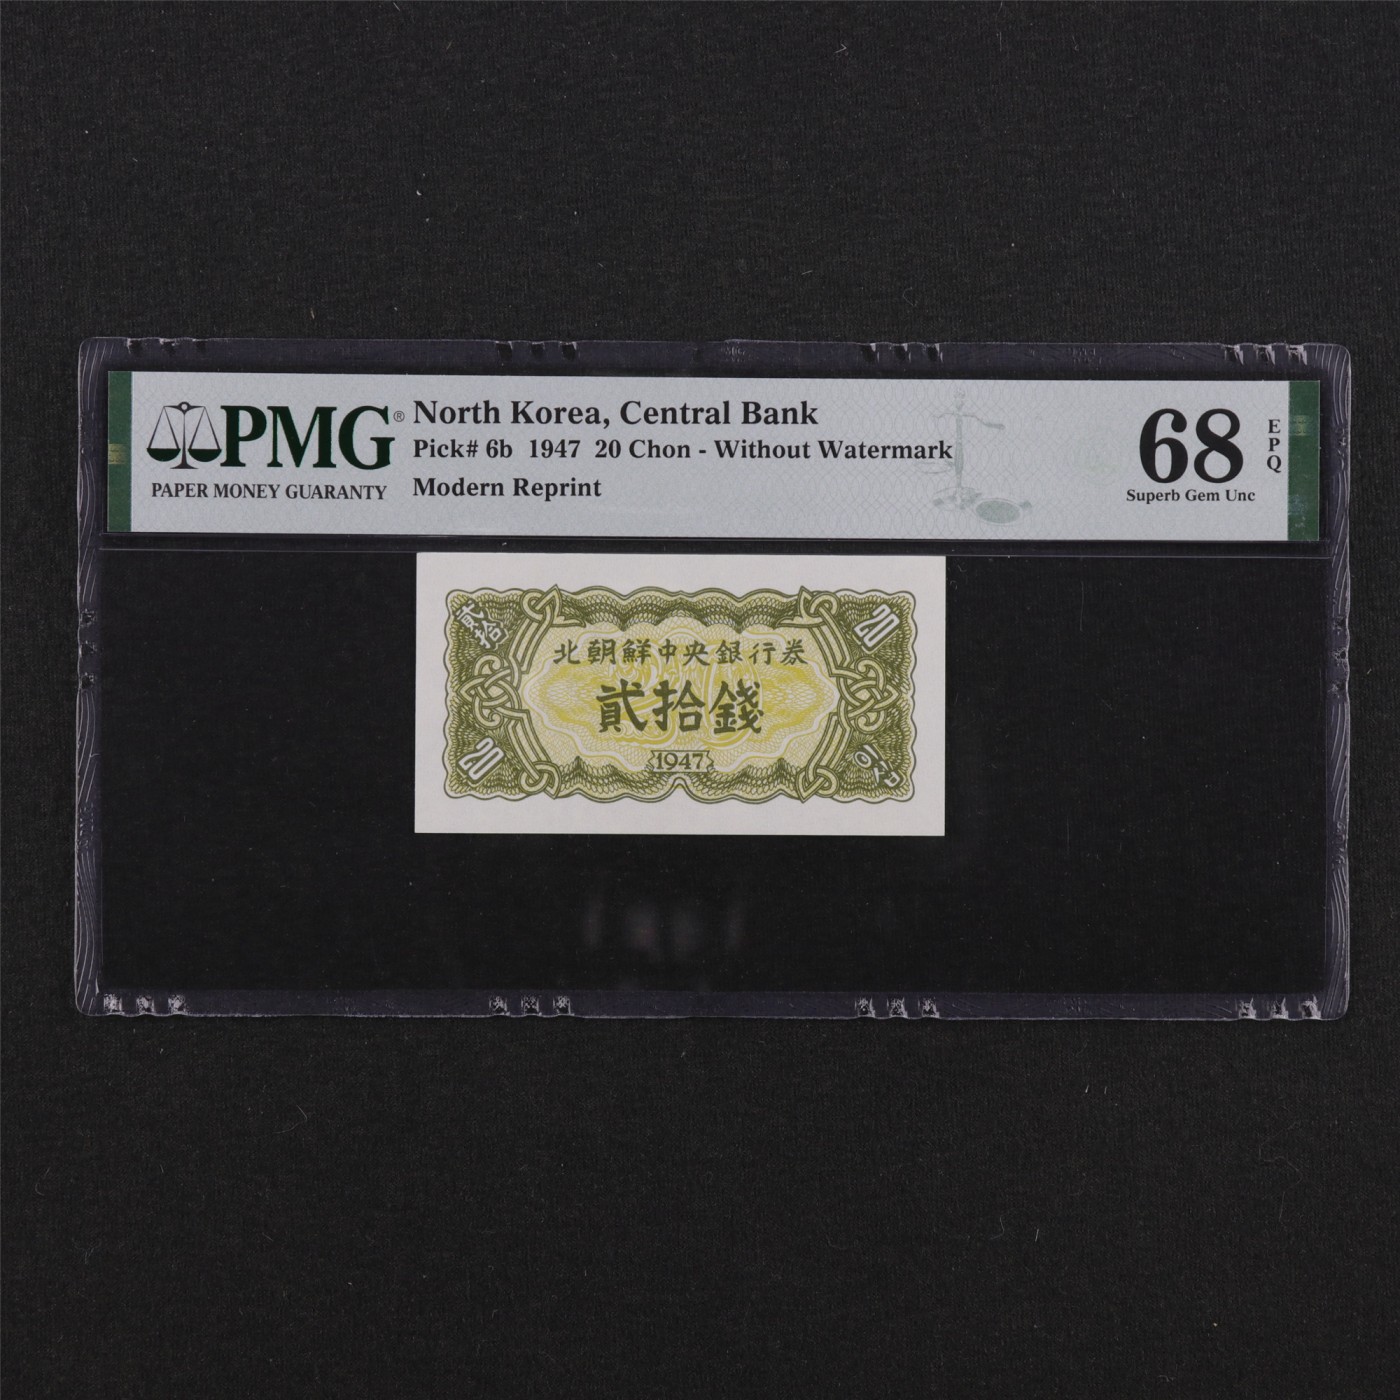 PMG®
PAPER MONEY GUARANTY
North Korea, Central Bank
Pick# 6b 1947 20 Chon - Without Watermark
Modern Reprint
68
EPQ
Superb Gem Unc
貳拾
20
北朝鮮中央銀行券
貳拾錢
1947
20
이십